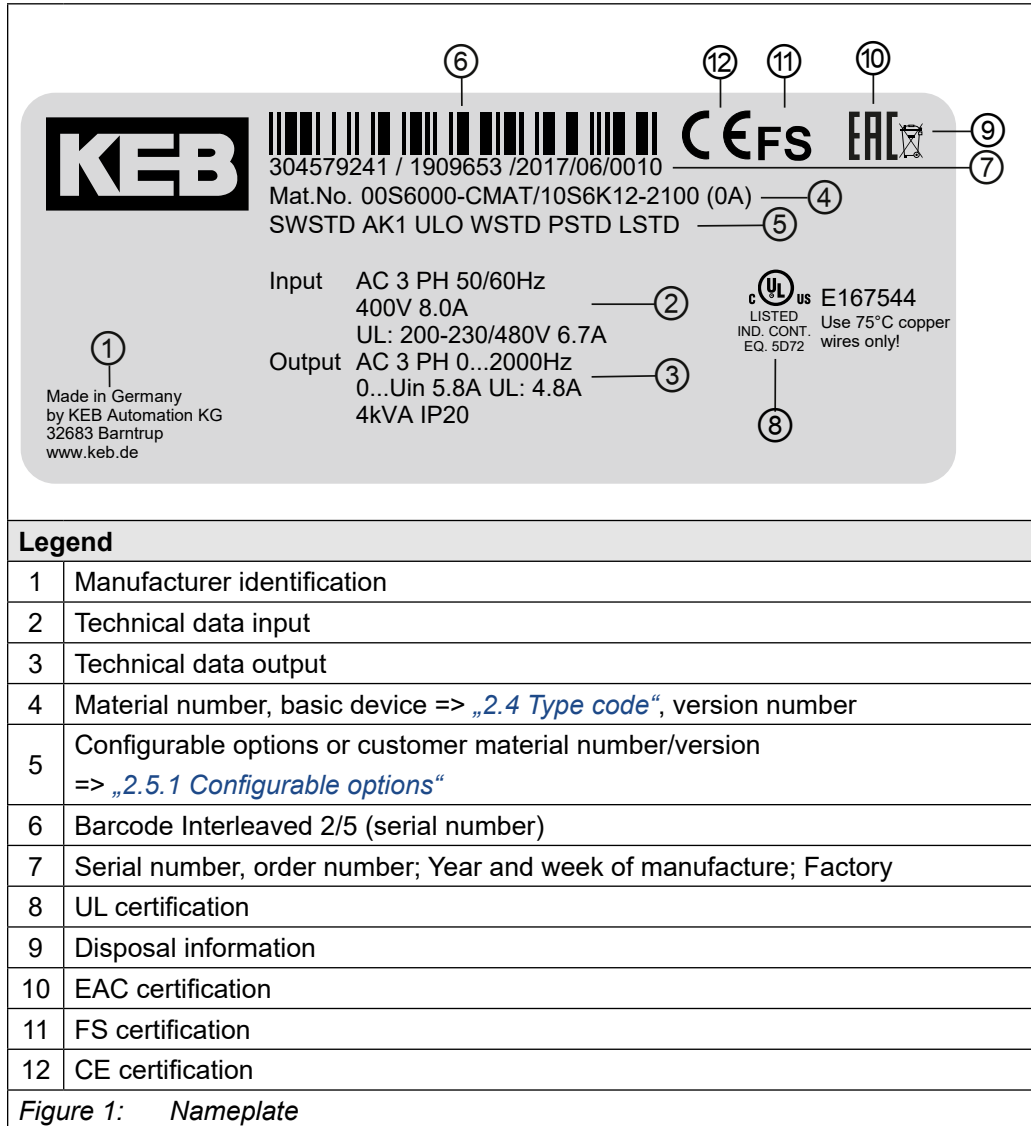 6 12 11 10
KEB
CE FS EAC 9
304579241 / 1909653 /2017/06/0010 7
Mat.No. 00S6000-CMAT/10S6K12-2100 (0A) 4
SWSTD AK1 ULO WSTD PSTD LSTD 5
Input AC 3 PH 50/60Hz
400V 8.0A 2
UL: 200-230/480V 6.7A
Output AC 3 PH 0...2000Hz
0...Uin 5.8A UL: 4.8A 3
4kVA IP20
c UL us E167544
LISTED
IND. CONT.
EQ. 5D72
Use 75°C copper
wires only!
8
1
Made in Germany
by KEB Automation KG
32683 Barntrup
www.keb.de
Legend
1 Manufacturer identification
2 Technical data input
3 Technical data output
4 Material number, basic device => „2.4 Type code“, version number
5 Configurable options or customer material number/version
=> „2.5.1 Configurable options“
6 Barcode Interleaved 2/5 (serial number)
7 Serial number, order number; Year and week of manufacture; Factory
8 UL certification
9 Disposal information
10 EAC certification
11 FS certification
12 CE certification
Figure 1: Nameplate